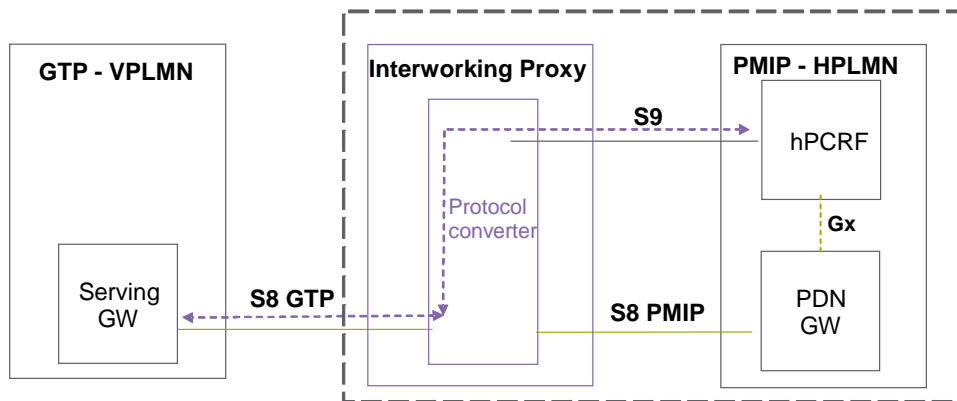 GTP - VPLMN
Interworking Proxy
PMIP - HPLMN
S9
hPCRF
Protocol
converter
Gx
Serving
GW
S8 GTP
S8 PMIP
PDN
GW